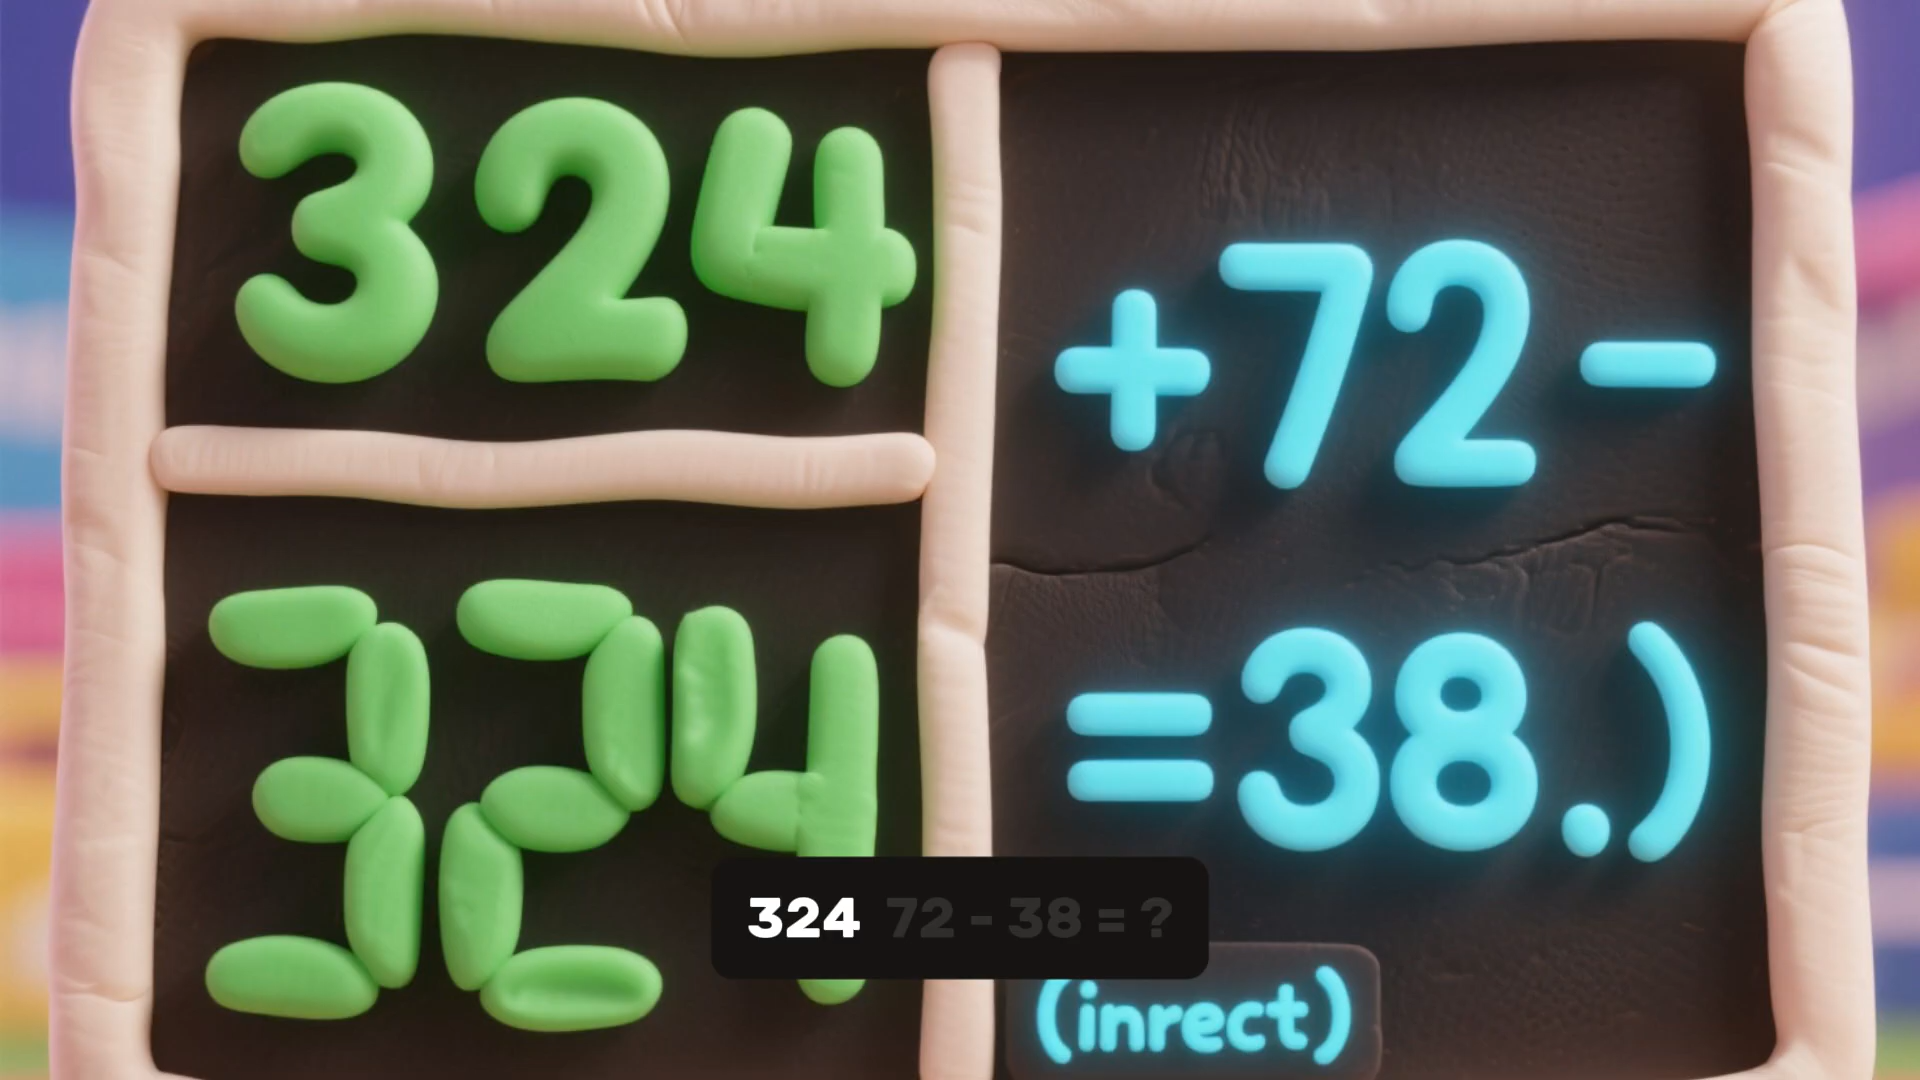 324
324
+72-
=38.)
(inrect)
324 72 - 38 = ?